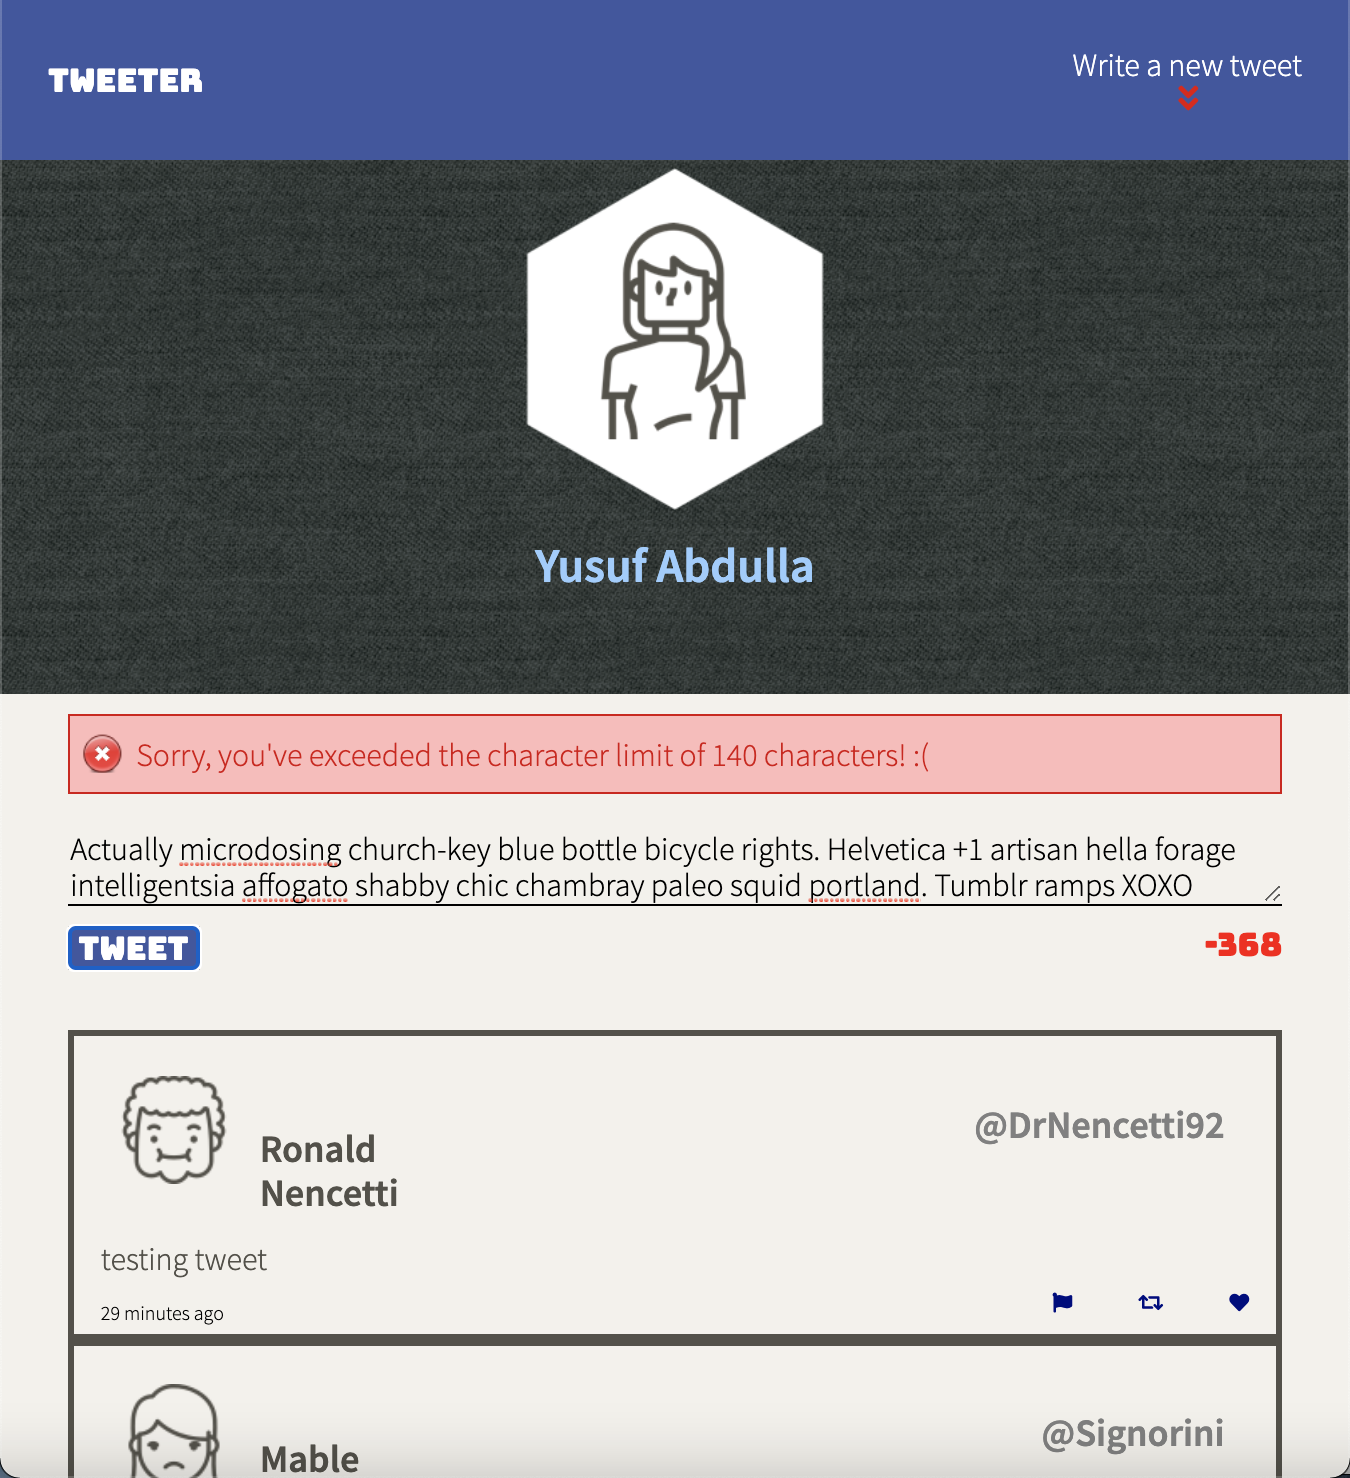 TWEETER
Write a new tweet
Yusuf Abdulla
Sorry, you've exceeded the character limit of 140 characters! :(
Actually microdosing church-key blue bottle bicycle rights. Helvetica +1 artisan hella forage
intelligentsia affogato shabby chic chambray paleo squid portland. Tumblr ramps XOXO
TWEET
-368
Ronald
Nencetti
@DrNencetti92
testing tweet
29 minutes ago
Mable
@Signorini